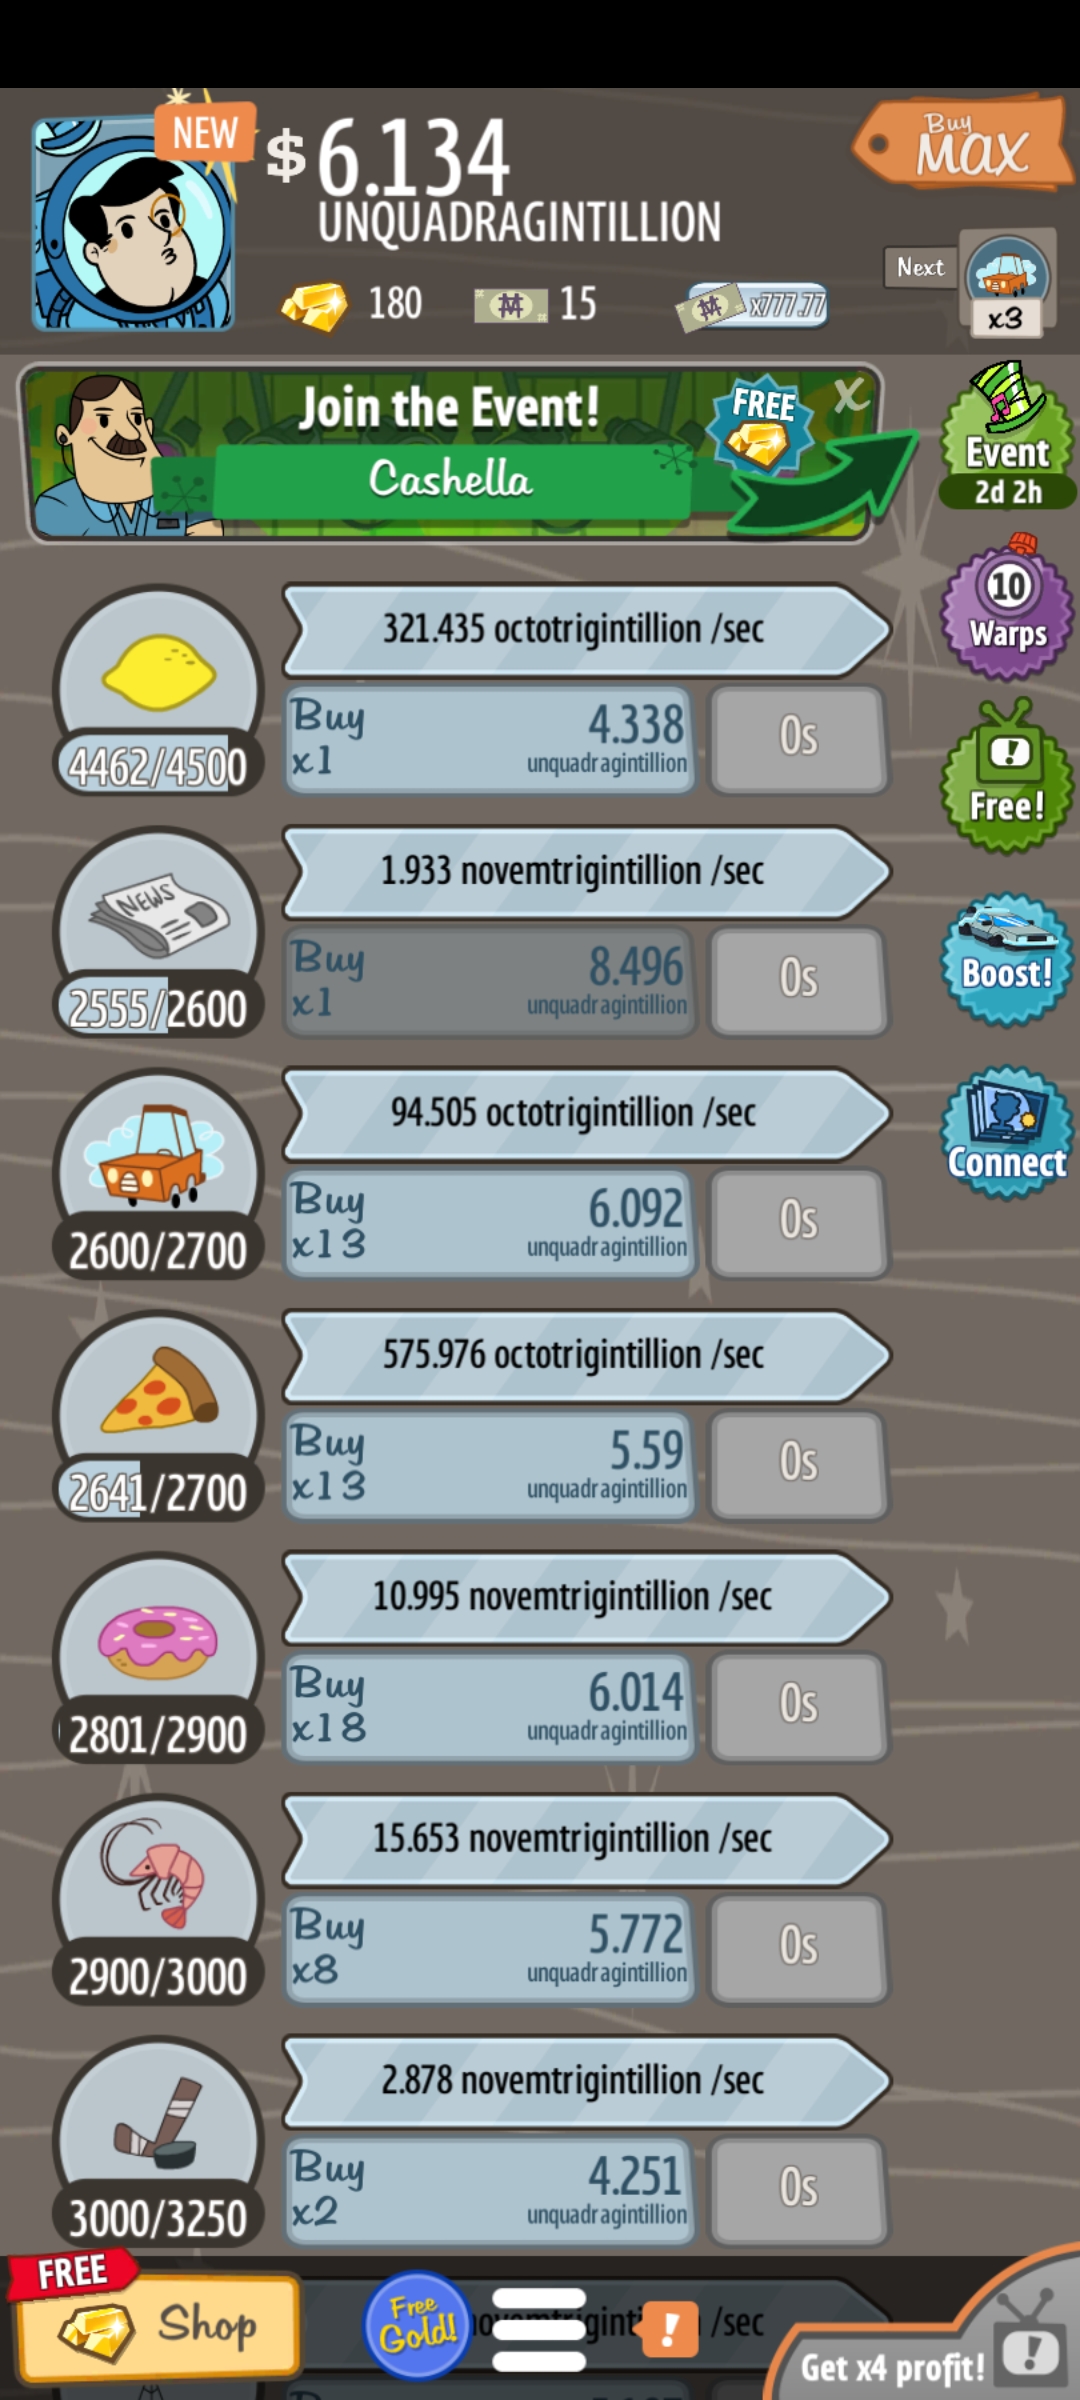 NEW
$ 6.134
UNQUADRAGINTILLION
Buy
MAX
180
15
x777.77
Next
x3
Join the Event!
FREE
X
Cashella
Event
2d 2h
10
Warps
321.435 octotrigintillion /sec
4462/4500
Buy
x1
4.338
unquadragintillion
0s
Free!
NEWS
1.933 novemtrigintillion /sec
2555/2600
Buy
x1
8.496
unquadragintillion
0s
Boost!
94.505 octotrigintillion /sec
2600/2700
Buy
x13
6.092
unquadragintillion
0s
Connect
575.976 octotrigintillion /sec
2641/2700
Buy
x13
5.59
unquadragintillion
0s
10.995 novemtrigintillion /sec
2801/2900
Buy
x18
6.014
unquadragintillion
0s
15.653 novemtrigintillion /sec
2900/3000
Buy
x8
5.772
unquadragintillion
0s
2.878 novemtrigintillion /sec
3000/3250
Buy
x2
4.251
unquadragintillion
0s
FREE
Shop
Free
Gold!
!
/sec
Get x4 profit!
!